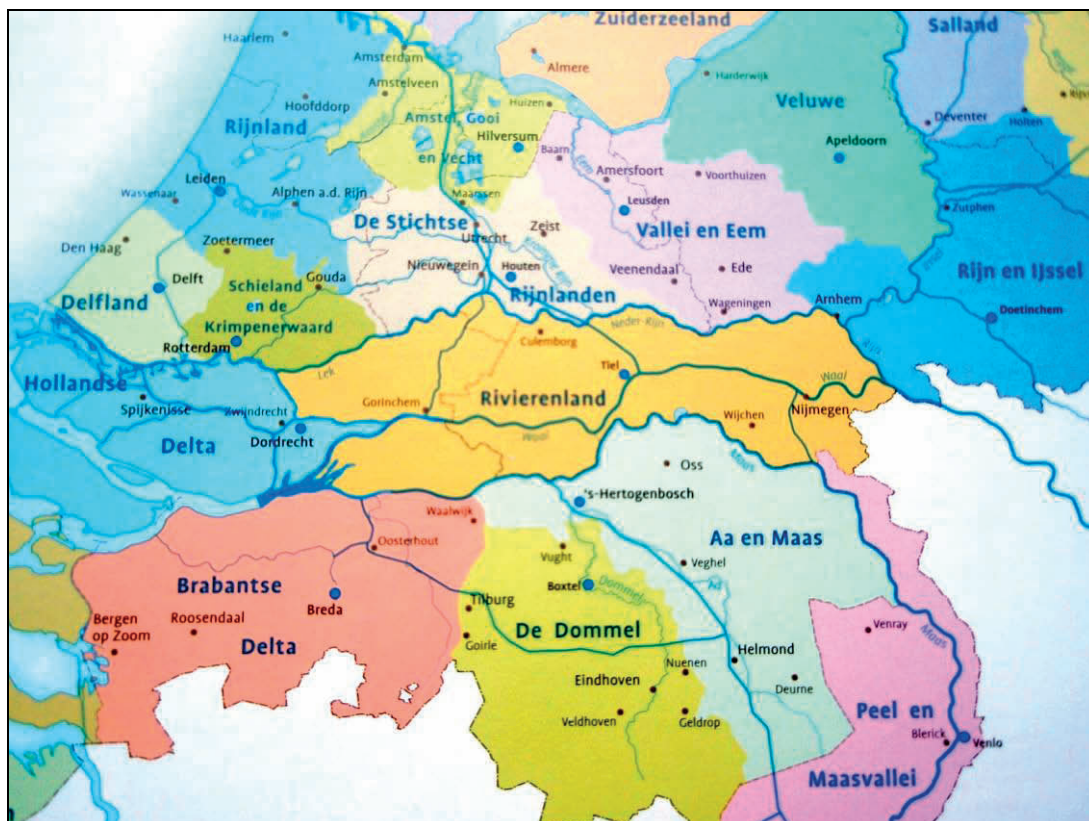 Zuiderzeeland
Salland
Haarlem
Amsterdam
Almere
Harderwijk
Amstelveen
Huizen
Veluwe
Hoofddorp
Amstel Gooi
en Vecht
Hilversum
Deventer
Holten
Rijnland
Baarn
Eem
Apeldoorn
Amersfoort
Voorthuizen
Leiden
Wassenaar
Alphen a.d. Rijn
Maarssen
Leusden
Zutphen
De Stichtse
Rijnlanden
Utrecht
Zeist
Vallei en Eem
Den Haag
Zoetermeer
Nieuwegein
Houten
Veenendaal
Ede
Rijn en IJssel
Delft
Gouda
Delfland
Schieland
en de
Krimpenerwaard
Wageningen
Arnhem
Doetinchem
Rotterdam
Neder-Rijn
Culemborg
Rijn
Lek
Tiel
Waal
Hollandse
Delta
Spijkenisse
Zwijndrecht
Dordrecht
Gorinchem
Rivierenland
Wijchen
Nijmegen
Waal
Maas
Oss
's-Hertogenbosch
Waalwijk
Oosterhout
Aa en Maas
Vught
Veghel
Brabantse
Delta
Breda
Boxtel
Dommel
Aa
Tilburg
Bergen
op Zoom
Roosendaal
De Dommel
Goirle
Venray
Maas
Nuenen
Helmond
Eindhoven
Deurne
Veldhoven
Geldrop
Peel en
Maasvallei
Blerick
Venlo